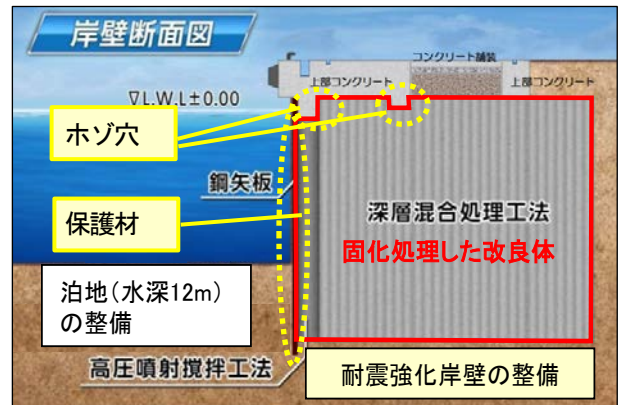 岸壁断面図
コンクリート舗装
上部コンクリート
上部コンクリート
▽L.W.L±0.00
ホゾ穴
鋼矢板
保護材
深層混合処理工法
固化処理した改良体
泊地(水深12m)
の整備
高圧噴射撹拌工法
耐震強化岸壁の整備